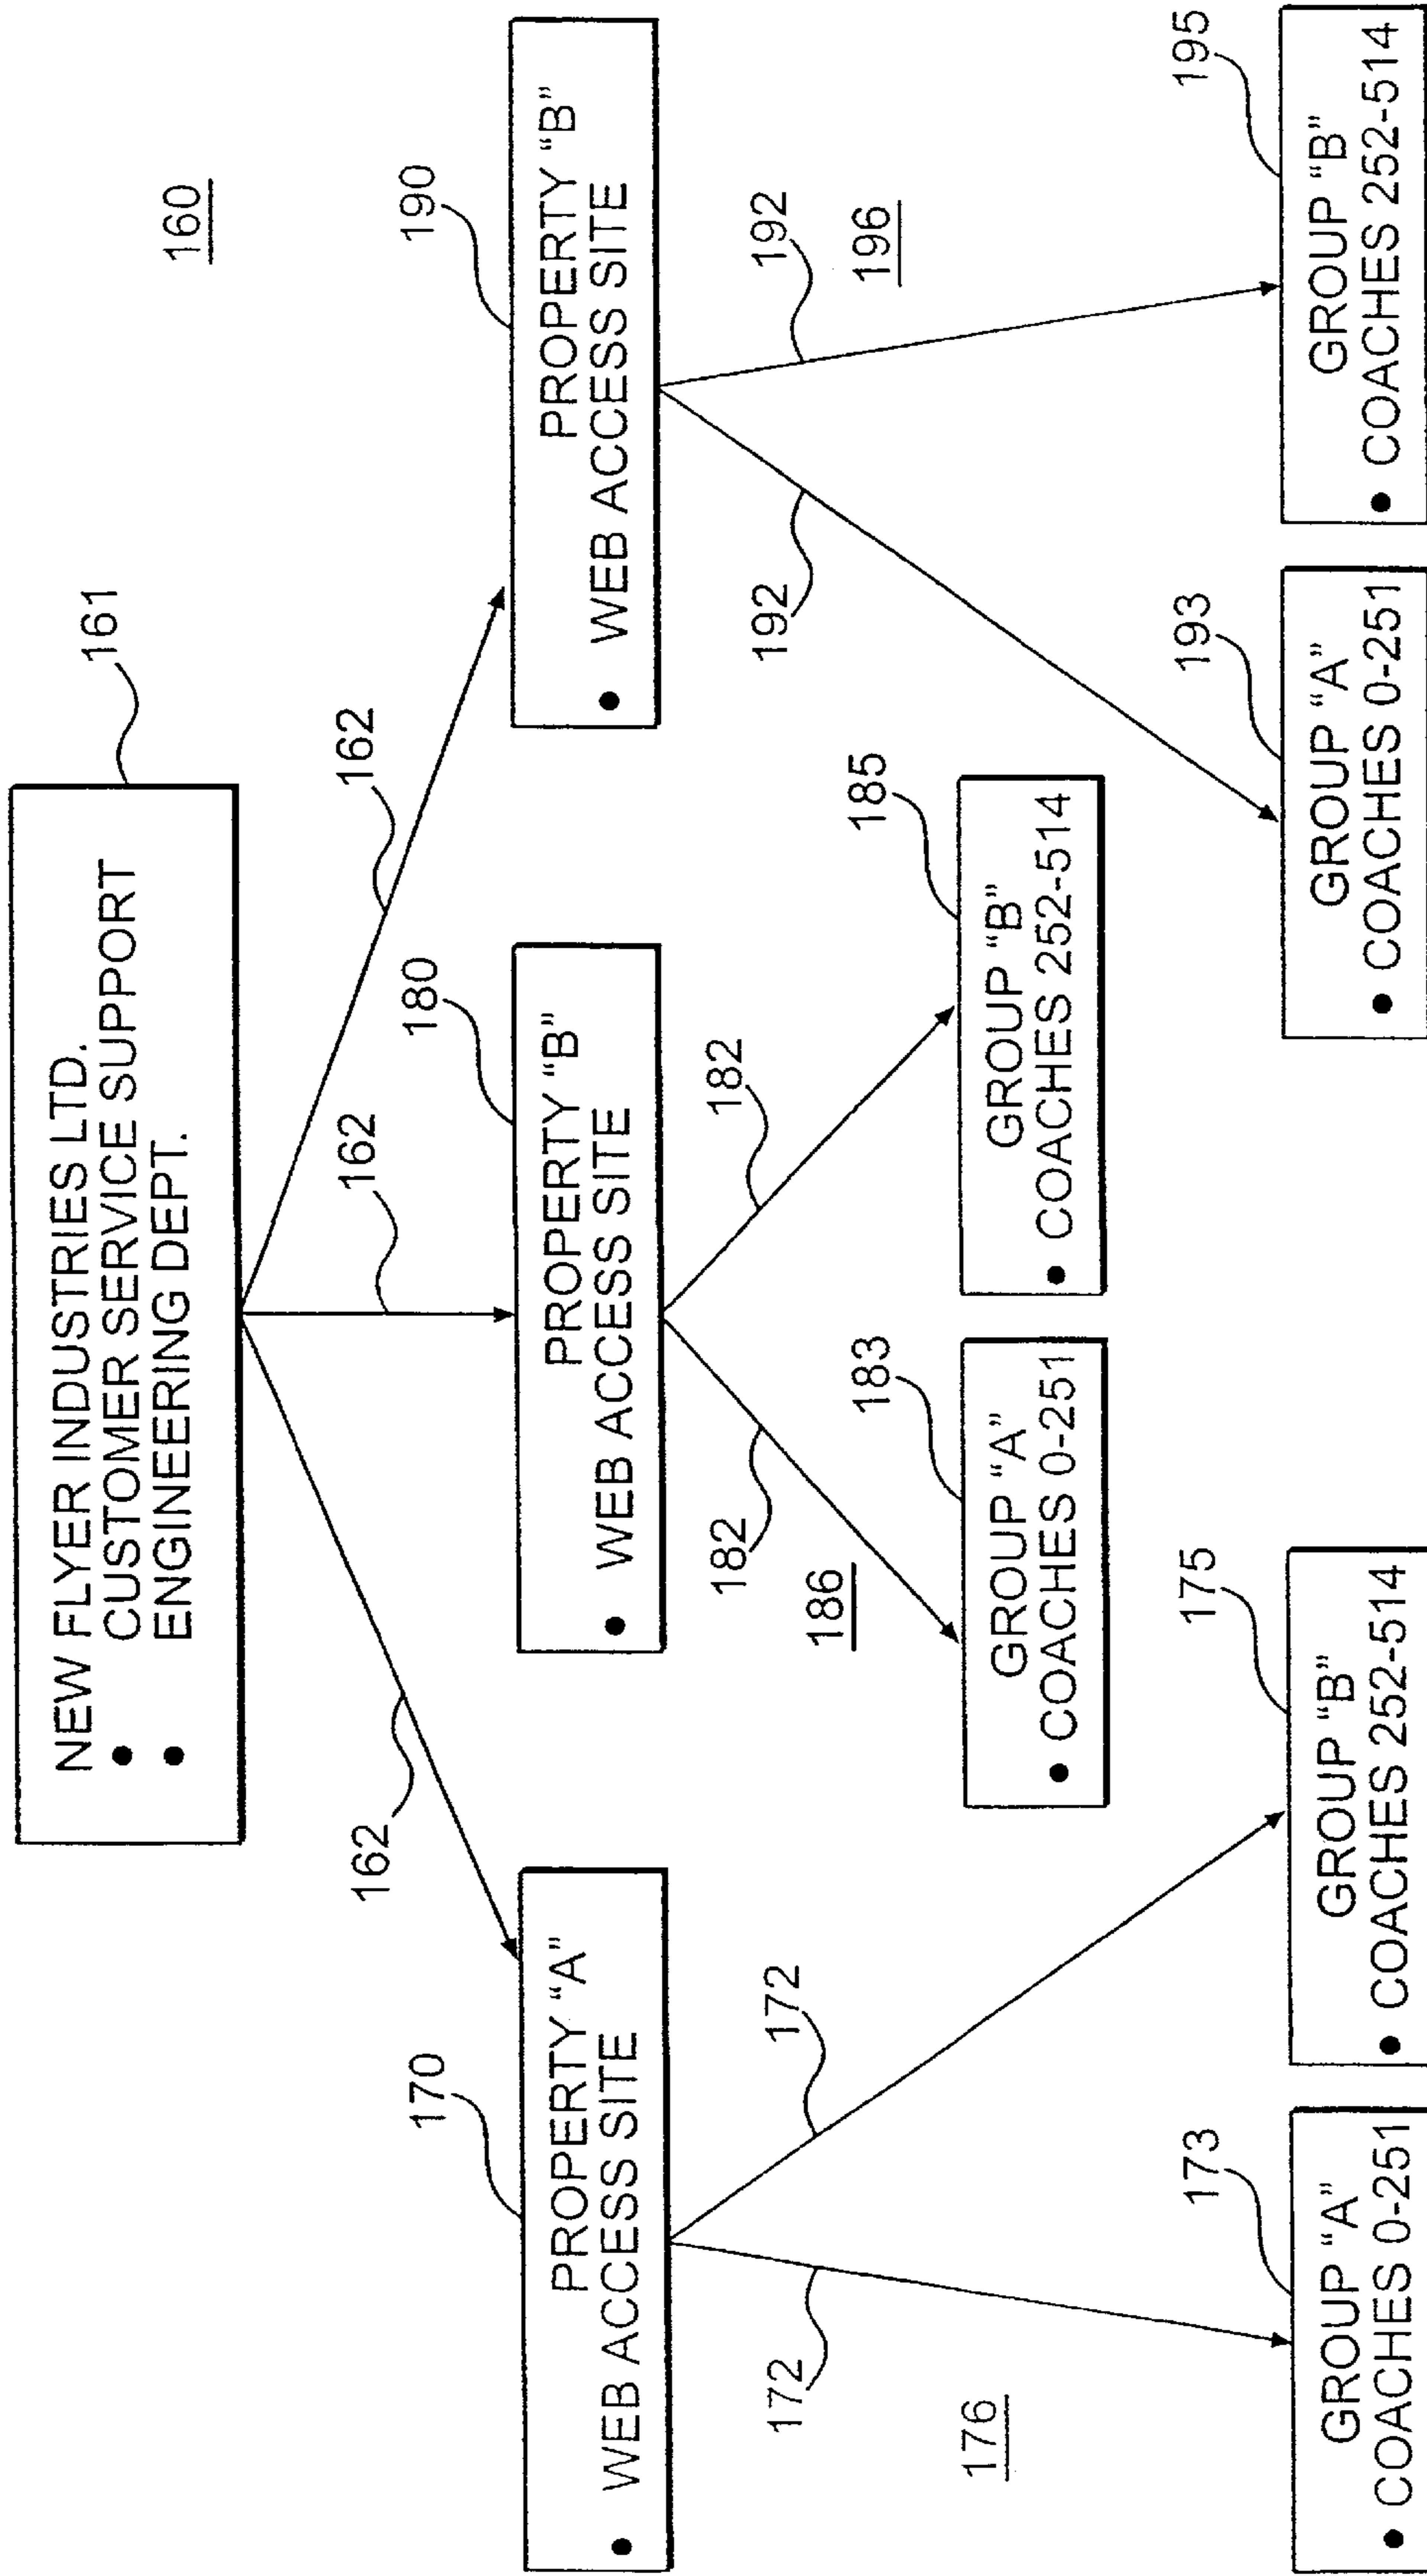 160
161
NEW FLYER INDUSTRIES LTD.
• CUSTOMER SERVICE SUPPORT
• ENGINEERING DEPT.
162
162
162
170
PROPERTY “A”
• WEB ACCESS SITE
180
PROPERTY “B”
• WEB ACCESS SITE
190
PROPERTY “B”
• WEB ACCESS SITE
172
172
176
182
182
186
192
192
196
183
GROUP “A”
• COACHES 0-251
185
GROUP “B”
• COACHES 252-514
173
GROUP “A”
• COACHES 0-251
175
GROUP “B”
• COACHES 252-514
193
GROUP “A”
• COACHES 0-251
195
GROUP “B”
• COACHES 252-514